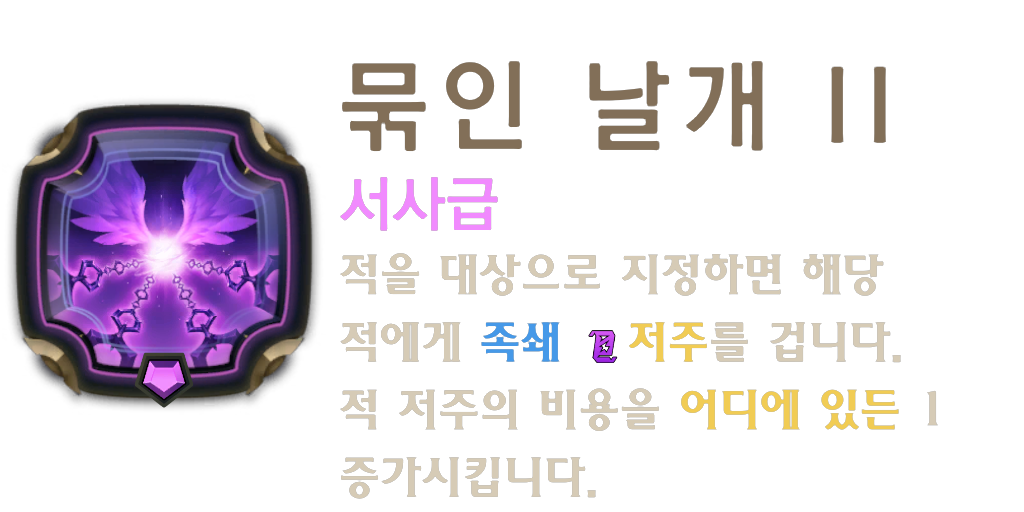 묶인 날개 II
서사급
적을 대상으로 지정하면 해당
적에게 족쇄 저주를 겁니다.
적 저주의 비용을 어디에 있든 1
증가시킵니다.